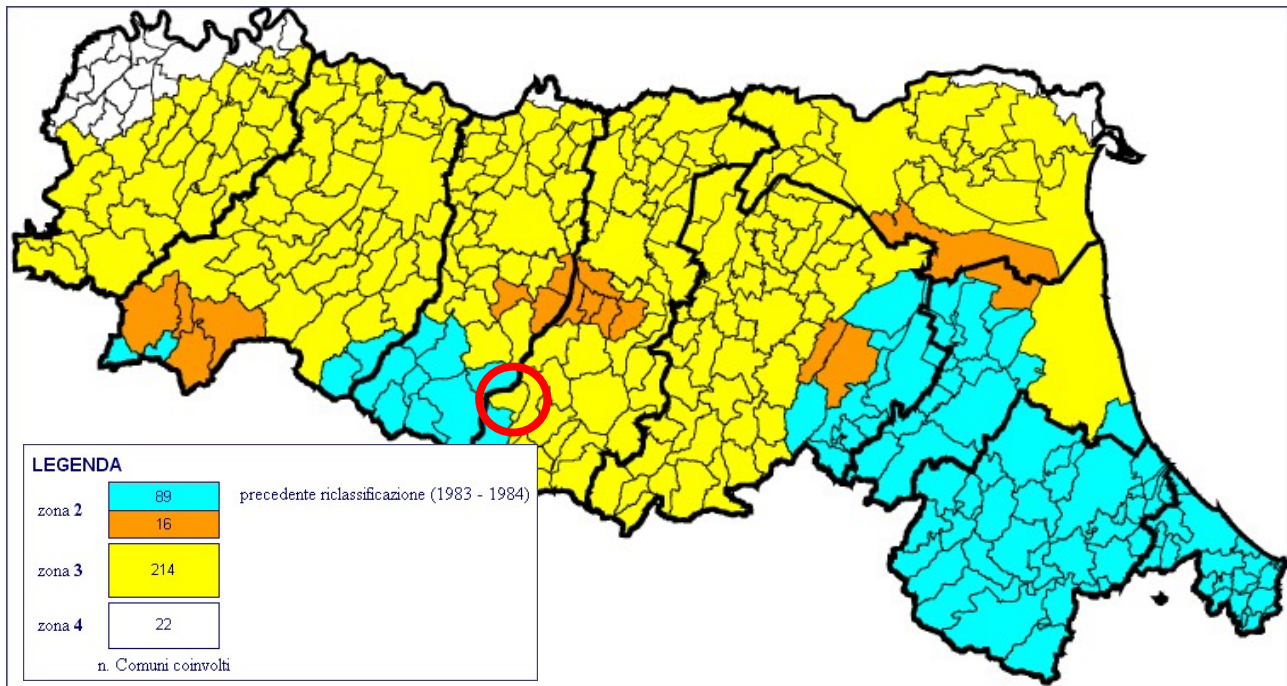 LEGENDA
zona 2
89
precedente riclassificazione (1983 - 1984)
16
zona 3
214
zona 4
22
n. Comuni coinvolti